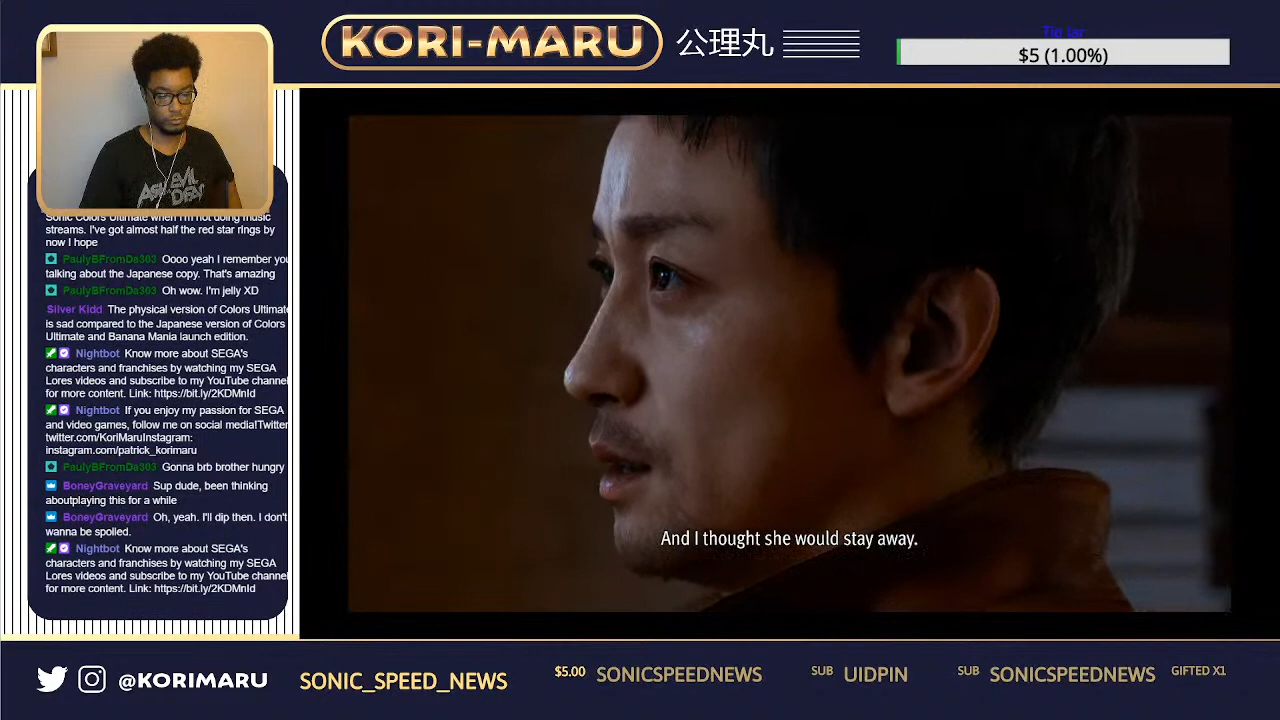 KORI-MARU 公理丸
Tip Jar
$5 (1.00%)
ASH EVIL
DEAD
Sonic Colors Ultimate when I'm not doing music
streams. I've got almost half the red star rings by
now I hope
PaulyBFromDa303 Oooo yeah I remember you
talking about the Japanese copy. That's amazing
PaulyBFromDa303 Oh wow. I'm jelly XD
Silver Kidd The physical version of Colors Ultimate
is sad compared to the Japanese version of Colors
Ultimate and Banana Mania launch edition.
Nightbot Know more about SEGA's
characters and franchises by watching my SEGA
Lores videos and subscribe to my YouTube channel
for more content. Link: https://bit.ly/2KDMnId
Nightbot If you enjoy my passion for SEGA
and video games, follow me on social media!Twitter:
twitter.com/KoriMaruInstagram:
instagram.com/patrick_korimaru
PaulyBFromDa303 Gonna brb brother hungry
BoneyGraveyard Sup dude, been thinking
aboutplaying this for a while
BoneyGraveyard Oh, yeah. I'll dip then. I don't
wanna be spoiled.
Nightbot Know more about SEGA's
characters and franchises by watching my SEGA
Lores videos and subscribe to my YouTube channel
for more content. Link: https://bit.ly/2KDMnId
And I thought she would stay away.
@KORIMARU
SONIC_SPEED_NEWS
$5.00 SONICSPEEDNEWS
SUB UIDPIN
SUB SONICSPEEDNEWS GIFTED X1